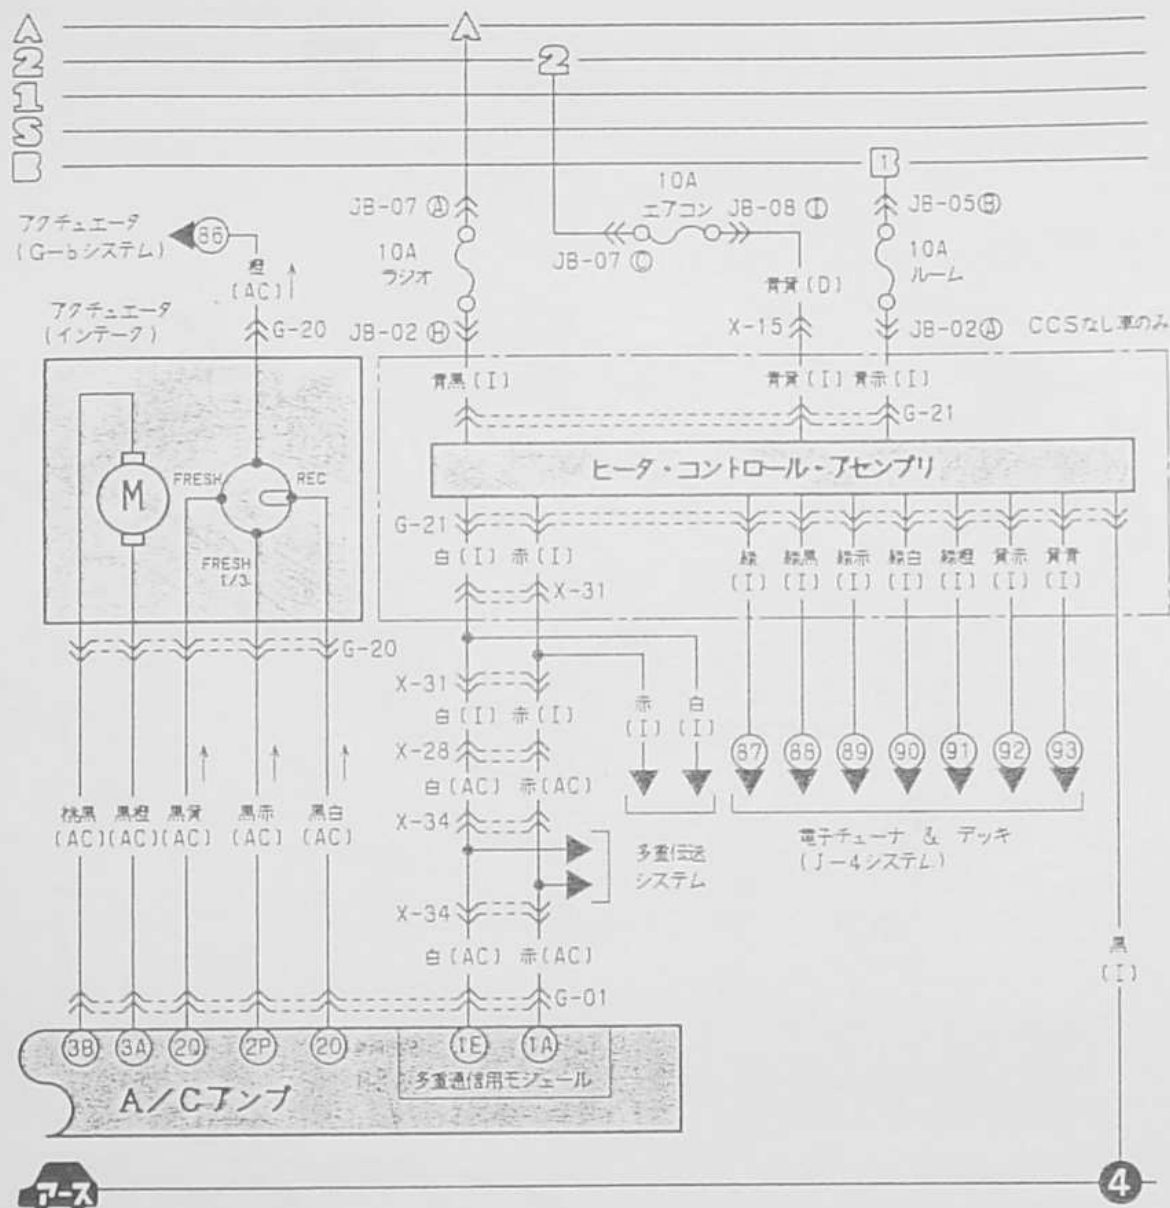 A
2
1
S
B
A
2
1
アクチュエータ
(G-bシステム)
86
橙
(AC)
G-20
JB-07 Ⓐ
10A
ラジオ
JB-02 Ⓗ
10A
エアコン
JB-07 Ⓒ
JB-08 Ⓘ
青黄(D)
X-15
JB-05Ⓑ
10A
ルーム
JB-02Ⓐ
CCSなし車のみ
アクチュエータ
(インテーク)
M
FRESH
REC
FRESH
1/3
青黒(I)
青黄(I)
青赤(I)
G-21
ヒータ・コントロール・アセンブリ
G-21
白(I)
赤(I)
緑
(I)
緑黒
(I)
緑赤
(I)
緑白
(I)
緑橙
(I)
黄赤
(I)
黄青
(I)
X-31
G-20
X-31
白(I)
赤(I)
赤
(I)
白
(I)
X-28
白(AC)
赤(AC)
X-34
87
88
89
90
91
92
93
電子チューナ & デッキ
(J-4システム)
多重伝送
システム
桃黒
(AC)
黒橙
(AC)
黒黄
(AC)
黒赤
(AC)
黒白
(AC)
X-34
白(AC)
赤(AC)
黒
(I)
G-01
3B
3A
2Q
2P
2O
1E
1A
多重通信用モジュール
A/Cアンプ
アース
4